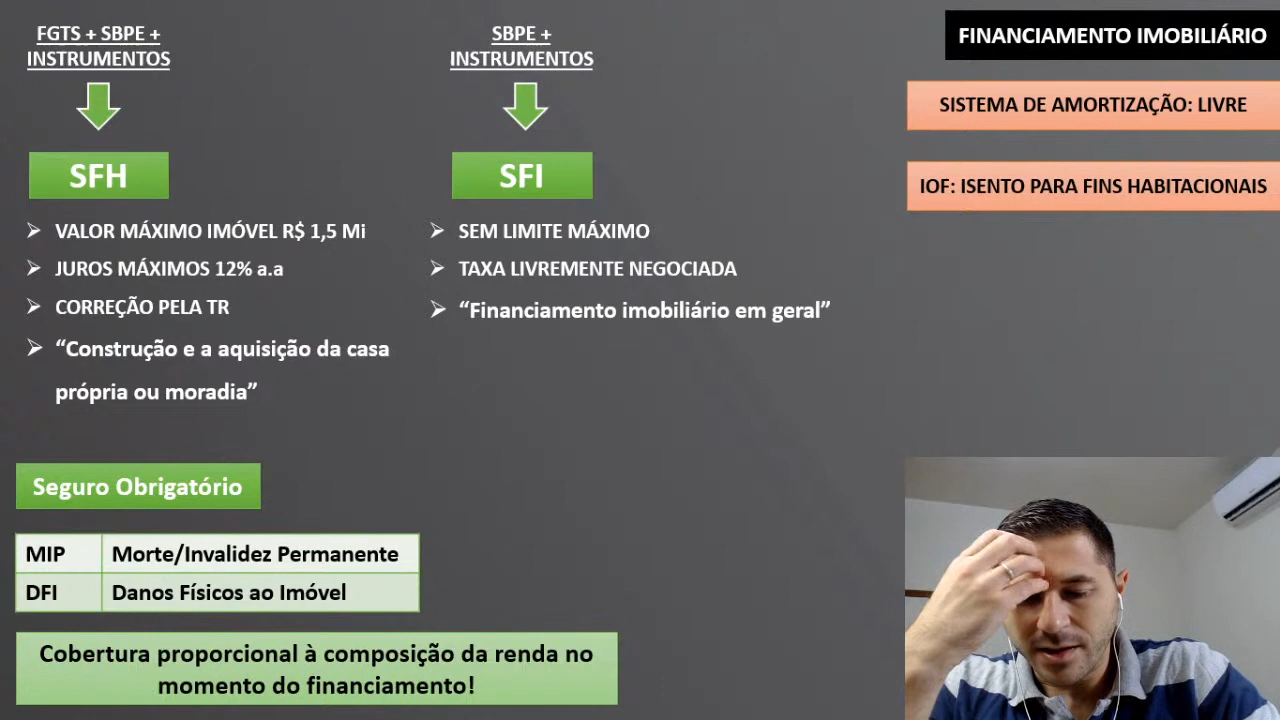 FGTS + SBPE +
INSTRUMENTOS
SFH
VALOR MÁXIMO IMÓVEL R$ 1,5 Mi
JUROS MÁXIMOS 12% a.a
CORREÇÃO PELA TR
“Construção e a aquisição da casa
própria ou moradia”
SBPE +
INSTRUMENTOS
SFI
SEM LIMITE MÁXIMO
TAXA LIVREMENTE NEGOCIADA
“Financiamento imobiliário em geral”
FINANCIAMENTO IMOBILIÁRIO
SISTEMA DE AMORTIZAÇÃO: LIVRE
IOF: ISENTO PARA FINS HABITACIONAIS
Seguro Obrigatório
MIP Morte/Invalidez Permanente
DFI Danos Físicos ao Imóvel
Cobertura proporcional à composição da renda no
momento do financiamento!